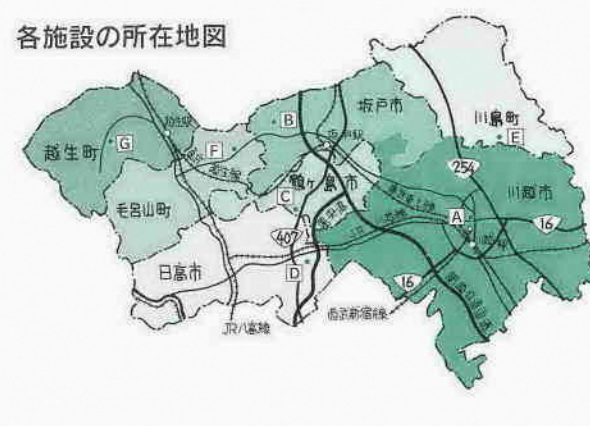 各施設の所在地図
坂戸市
川島町
越生町
G
F
B
E
毛呂山町
鶴ヶ島市
C
254
川越市
A
16
407
D
日高市
16
西武新宿線
JR八高線